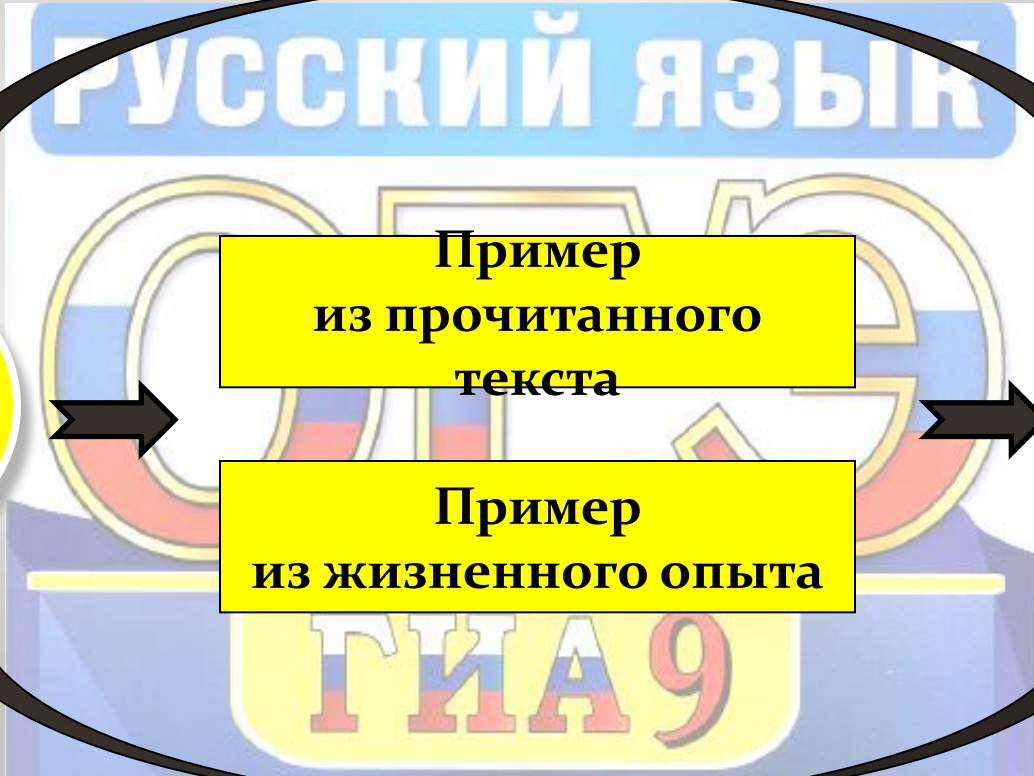 РУССКИЙ ЯЗЫК
ОГЭ
Пример
из прочитанного
текста
Пример
из жизненного опыта
ГИА 9